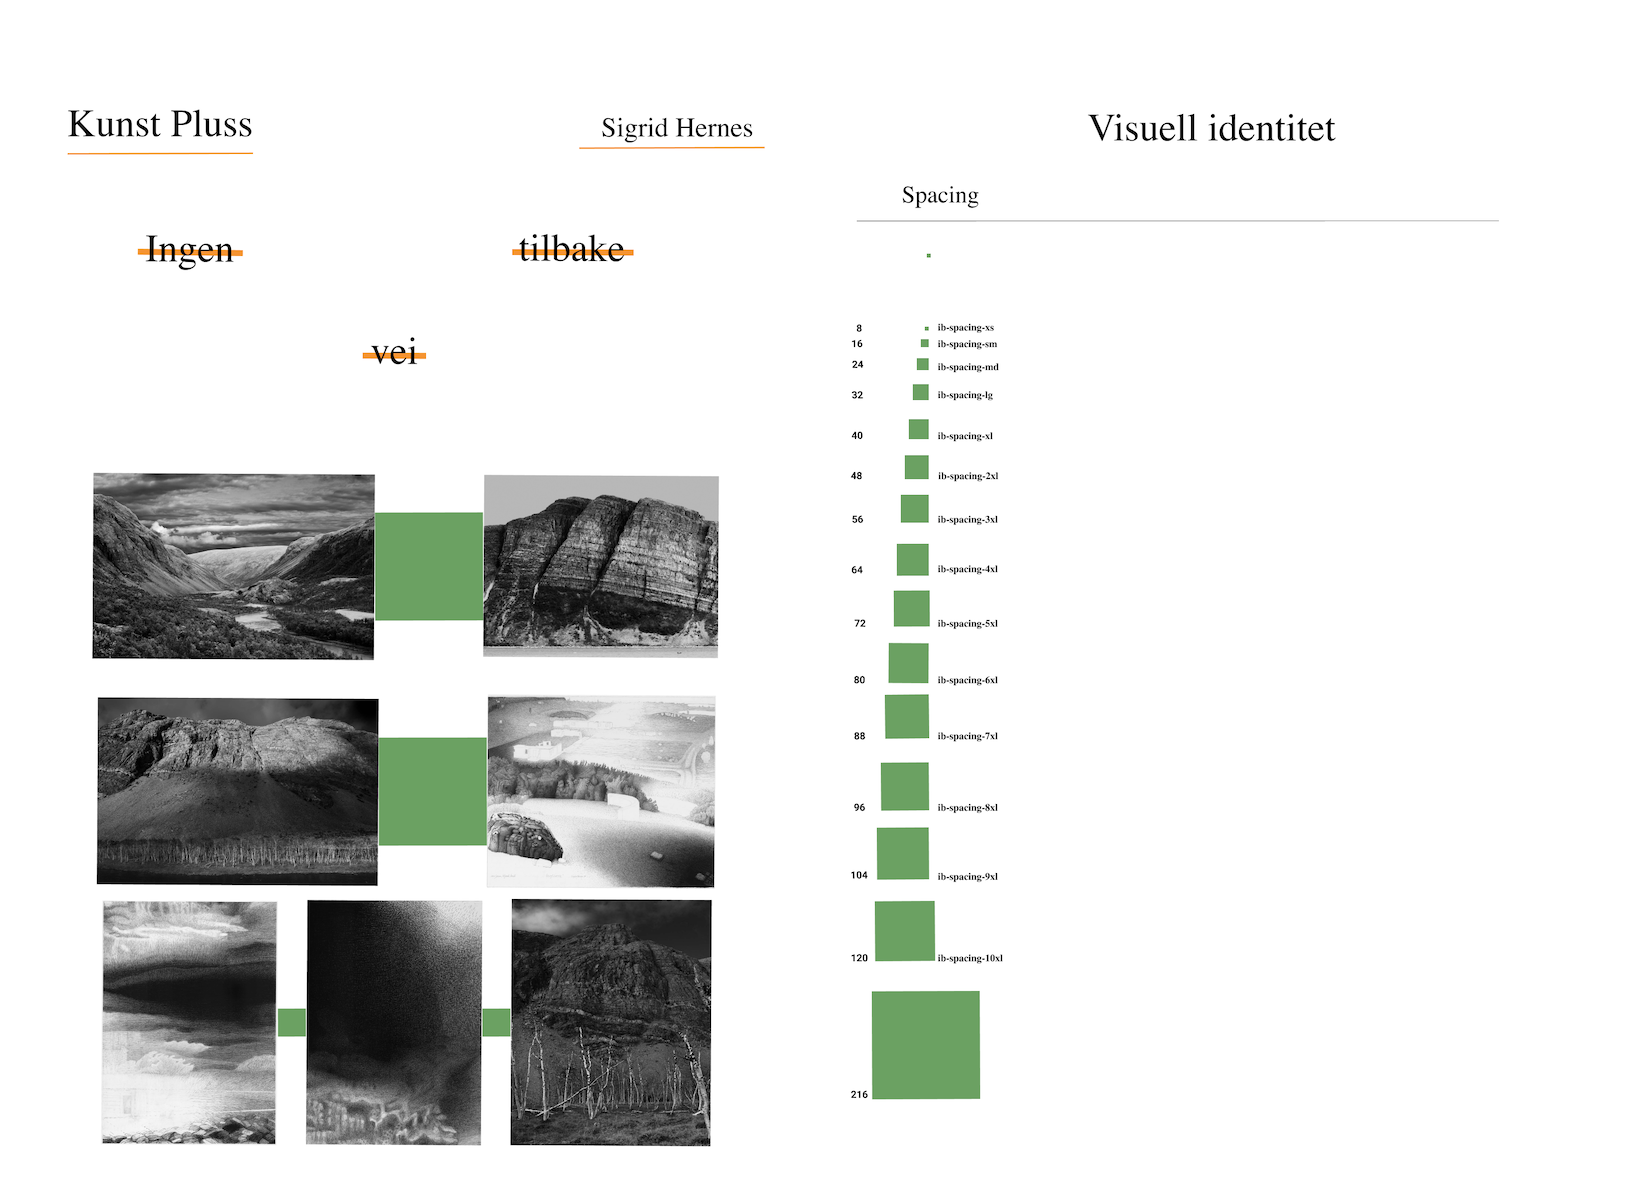 Kunst Pluss
Sigrid Hernes
Ingen
tilbake
vei
Visuell identitet
Spacing
8 ib-spacing-xs
16 ib-spacing-sm
24 ib-spacing-md
32 ib-spacing-lg
40 ib-spacing-xl
48 ib-spacing-2xl
56 ib-spacing-3xl
64 ib-spacing-4xl
72 ib-spacing-5xl
80 ib-spacing-6xl
88 ib-spacing-7xl
96 ib-spacing-8xl
104 ib-spacing-9xl
120 ib-spacing-10xl
216